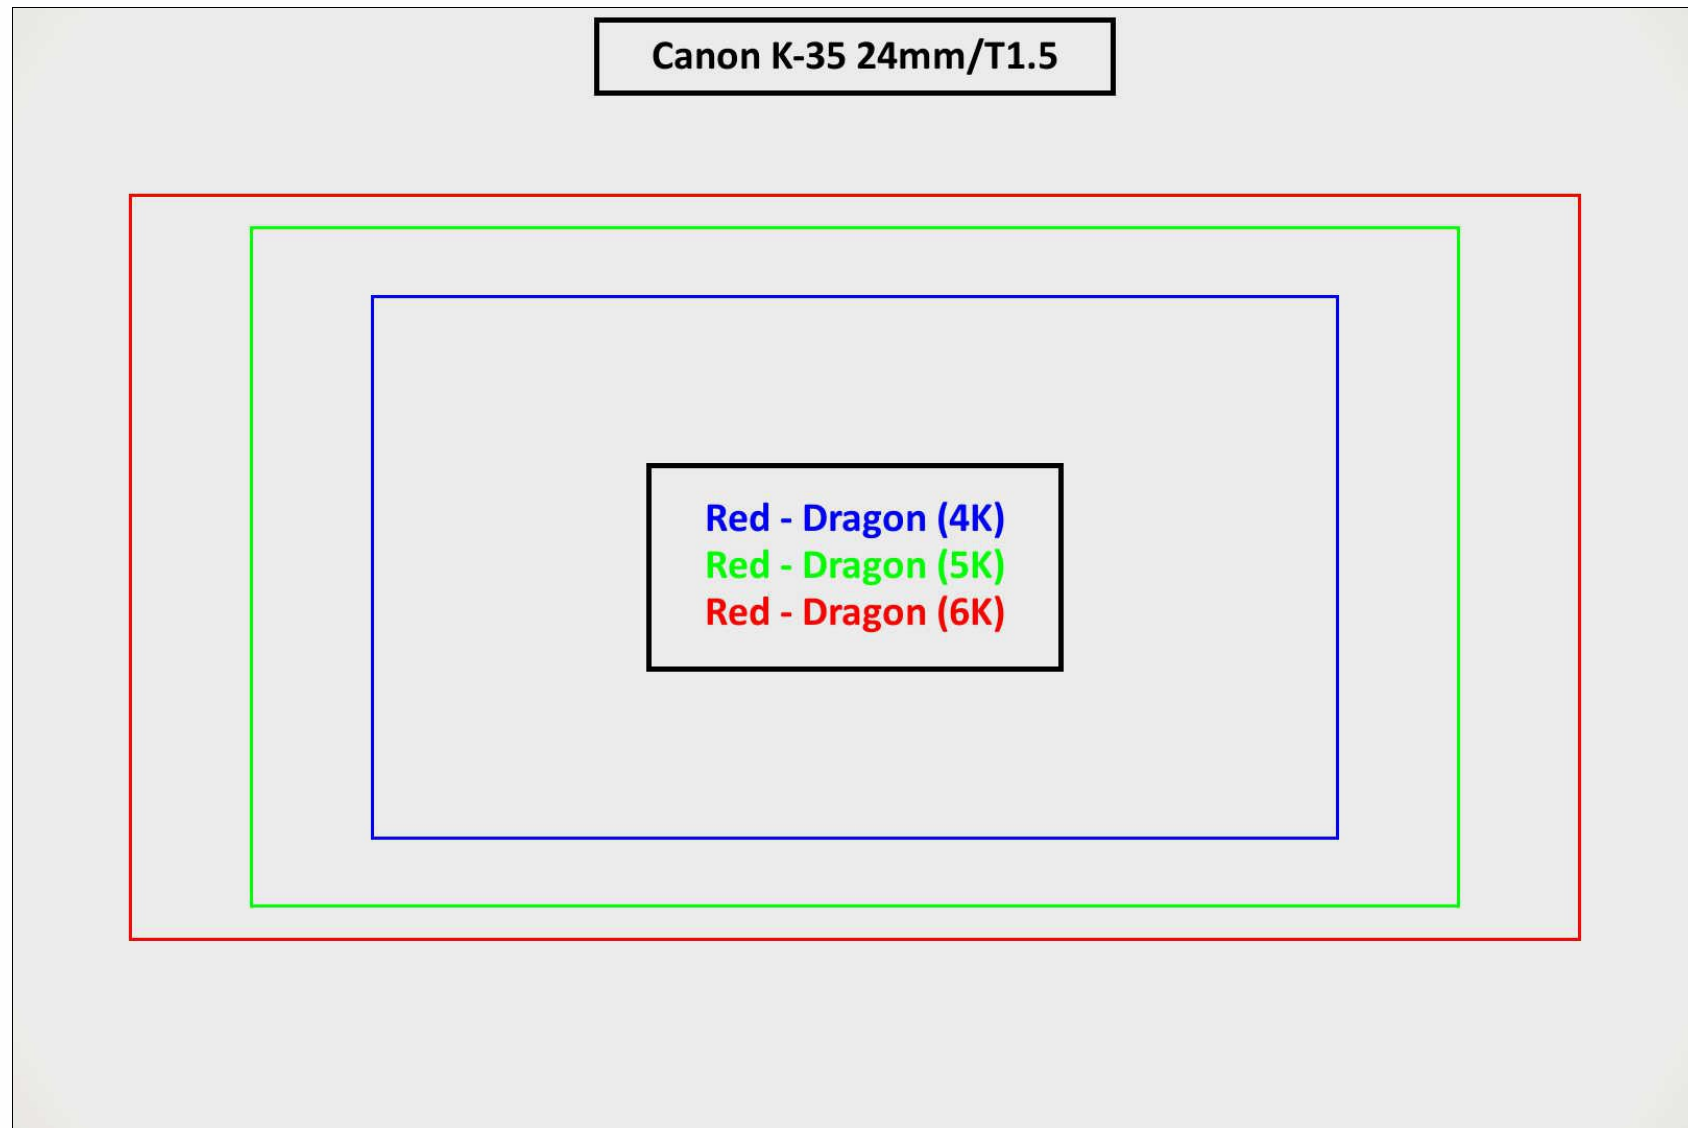 Canon K-35 24mm/T1.5
Red - Dragon (4K)
Red - Dragon (5K)
Red - Dragon (6K)